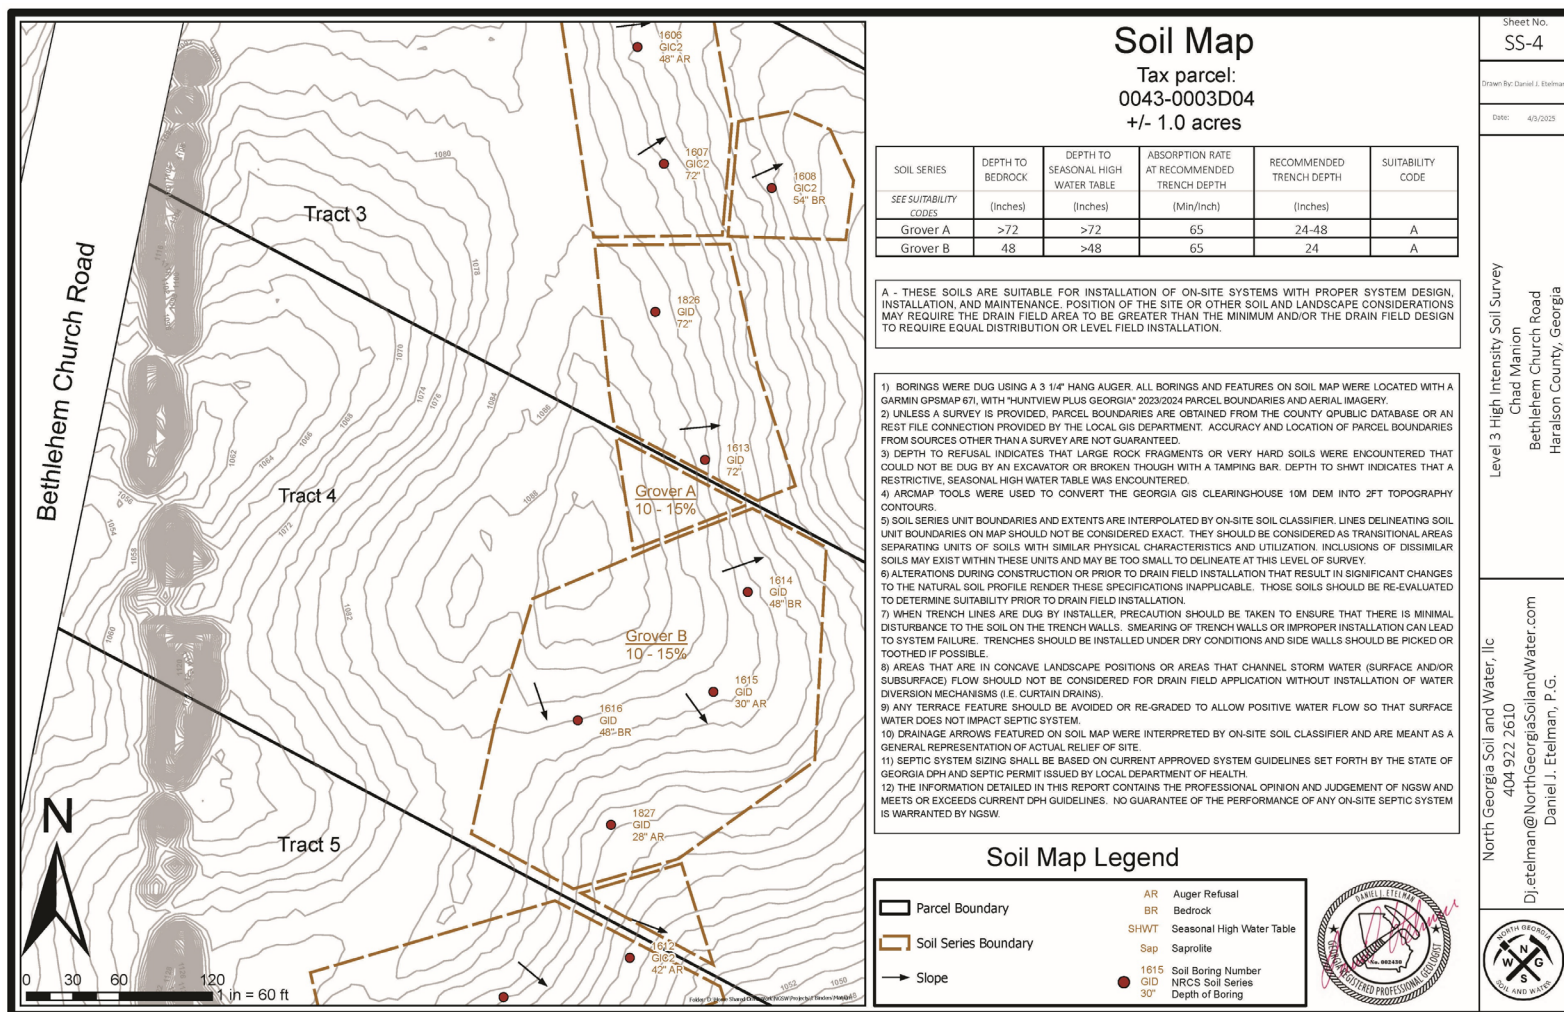 Soil Map
Tax parcel:
0043-0003D04
+/- 1.0 acres
SOIL SERIES
DEPTH TO BEDROCK
DEPTH TO SEASONAL HIGH WATER TABLE
ABSORPTION RATE AT RECOMMENDED TRENCH DEPTH
RECOMMENDED TRENCH DEPTH
SUITABILITY CODE
SEE SUITABILITY CODES
(Inches)
(Inches)
(Min/Inch)
(Inches)
Grover A >72 >72 65 24-48 A
Grover B 48 >48 65 24 A
A - THESE SOILS ARE SUITABLE FOR INSTALLATION OF ON-SITE SYSTEMS WITH PROPER SYSTEM DESIGN,
INSTALLATION, AND MAINTENANCE. POSITION OF THE SITE OR OTHER SOIL AND LANDSCAPE CONSIDERATIONS
MAY REQUIRE THE DRAIN FIELD AREA TO BE GREATER THAN THE MINIMUM AND/OR THE DRAIN FIELD DESIGN
TO REQUIRE EQUAL DISTRIBUTION OR LEVEL FIELD INSTALLATION.
1) BORINGS WERE DUG USING A 3 1/4" HANG AUGER. ALL BORINGS AND FEATURES ON SOIL MAP WERE LOCATED WITH A
GARMIN GPSMAP 67I, WITH "HUNTVIEW PLUS GEORGIA" 2023/2024 PARCEL BOUNDARIES AND AERIAL IMAGERY.
2) UNLESS A SURVEY IS PROVIDED, PARCEL BOUNDARIES ARE OBTAINED FROM THE COUNTY QPUBLIC DATABASE OR AN
REST FILE CONNECTION PROVIDED BY THE LOCAL GIS DEPARTMENT. ACCURACY AND LOCATION OF PARCEL BOUNDARIES
FROM SOURCES OTHER THAN A SURVEY ARE NOT GUARANTEED.
3) DEPTH TO REFUSAL INDICATES THAT LARGE ROCK FRAGMENTS OR VERY HARD SOILS WERE ENCOUNTERED THAT
COULD NOT BE DUG BY AN EXCAVATOR OR BROKEN THOUGH WITH A TAMPING BAR. DEPTH TO SHWT INDICATES THAT A
RESTRICTIVE, SEASONAL HIGH WATER TABLE WAS ENCOUNTERED.
4) ARCMAP TOOLS WERE USED TO CONVERT THE GEORGIA GIS CLEARINGHOUSE 10M DEM INTO 2FT TOPOGRAPHY
CONTOURS.
5) SOIL SERIES UNIT BOUNDARIES AND EXTENTS ARE INTERPOLATED BY ON-SITE SOIL CLASSIFIER. LINES DELINEATING SOIL
UNIT BOUNDARIES ON MAP SHOULD NOT BE CONSIDERED EXACT. THEY SHOULD BE CONSIDERED AS TRANSITIONAL AREAS
SEPARATING UNITS OF SOILS WITH SIMILAR PHYSICAL CHARACTERISTICS AND UTILIZATION. INCLUSIONS OF DISSIMILAR
SOILS MAY EXIST WITHIN THESE UNITS AND MAY BE TOO SMALL TO DELINEATE AT THIS LEVEL OF SURVEY.
6) ALTERATIONS DURING CONSTRUCTION OR PRIOR TO DRAIN FIELD INSTALLATION THAT RESULT IN SIGNIFICANT CHANGES
TO THE NATURAL SOIL PROFILE RENDER THESE SPECIFICATIONS INAPPLICABLE. THOSE SOILS SHOULD BE RE-EVALUATED
TO DETERMINE SUITABILITY PRIOR TO DRAIN FIELD INSTALLATION.
7) WHEN TRENCH LINES ARE DUG BY INSTALLER, PRECAUTION SHOULD BE TAKEN TO ENSURE THAT THERE IS MINIMAL
DISTURBANCE TO THE SOIL ON THE TRENCH WALLS. SMEARING OF TRENCH WALLS OR IMPROPER INSTALLATION CAN LEAD
TO SYSTEM FAILURE. TRENCHES SHOULD BE INSTALLED UNDER DRY CONDITIONS AND SIDE WALLS SHOULD BE PICKED OR
TOOTHED IF POSSIBLE.
8) AREAS THAT ARE IN CONCAVE LANDSCAPE POSITIONS OR AREAS THAT CHANNEL STORM WATER (SURFACE AND/OR
SUBSURFACE) FLOW SHOULD NOT BE CONSIDERED FOR DRAIN FIELD APPLICATION WITHOUT INSTALLATION OF WATER
DIVERSION MECHANISMS (I.E. CURTAIN DRAINS).
9) ANY TERRACE FEATURE SHOULD BE AVOIDED OR RE-GRADED TO ALLOW POSITIVE WATER FLOW SO THAT SURFACE
WATER DOES NOT IMPACT SEPTIC SYSTEM.
10) DRAINAGE ARROWS FEATURED ON SOIL MAP WERE INTERPRETED BY ON-SITE SOIL CLASSIFIER AND ARE MEANT AS A
GENERAL REPRESENTATION OF ACTUAL RELIEF OF SITE.
11) SEPTIC SYSTEM SIZING SHALL BE BASED ON CURRENT APPROVED SYSTEM GUIDELINES SET FORTH BY THE STATE OF
GEORGIA DPH AND SEPTIC PERMIT ISSUED BY LOCAL DEPARTMENT OF HEALTH.
12) THE INFORMATION DETAILED IN THIS REPORT CONTAINS THE PROFESSIONAL OPINION AND JUDGEMENT OF NGSW AND
MEETS OR EXCEEDS CURRENT DPH GUIDELINES. NO GUARANTEE OF THE PERFORMANCE OF ANY ON-SITE SEPTIC SYSTEM
IS WARRANTED BY NGSW.
Soil Map Legend
Parcel Boundary
Soil Series Boundary
Slope
AR Auger Refusal
BR Bedrock
SHWT Seasonal High Water Table
Sap Saprolite
1615 Soil Boring Number
GID NRCS Soil Series
30" Depth of Boring
DANIEL J. ETELMAN
No. 002430
GEORGIA REGISTERED PROFESSIONAL GEOLOGIST
NORTH GEORGIA
N
W G
S
SOIL AND WATER
Sheet No.
SS-4
Drawn By: Daniel J. Etelman
Date: 4/3/2025
Level 3 High Intensity Soil Survey
Chad Manion
Bethlehem Church Road
Haralson County, Georgia
North Georgia Soil and Water, llc
404 922 2610
Dj.etelman@NorthGeorgiaSoilandWater.com
Daniel J. Etelman, P.G.
Bethlehem Church Road
Tract 3
Tract 4
Tract 5
1606
GIC2
48" AR
1607
GIC2
72"
1608
GIC2
54" BR
1826
GID
72"
1613
GID
72"
Grover A
10 - 15%
1614
GID
48" BR
Grover B
10 - 15%
1615
GID
30" AR
1616
GID
48" BR
1827
GID
28" AR
1612
GIC2
42" AR
1080
1078
1079
1074
1076
1084
1086
1068
1066
1064
1062
1088
1072
1082
1056
1054
1058
1060
1052
1050
1048
N
0 30 60 120
1 in = 60 ft